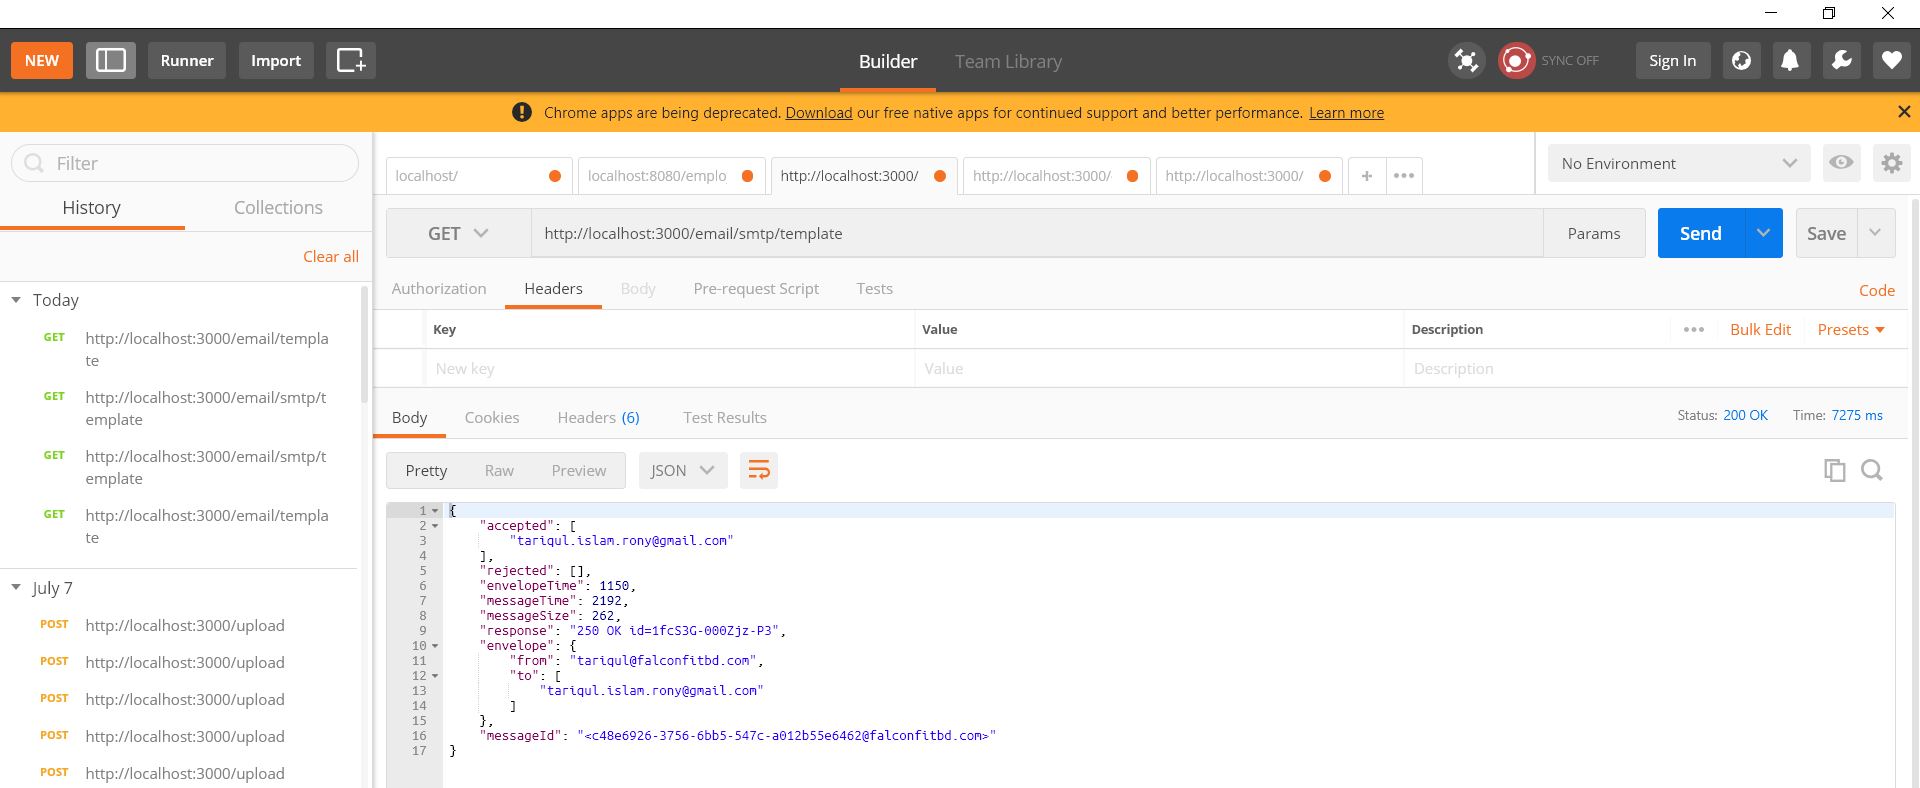 NEW Runner Import Builder Team Library SYNC OFF Sign In
Chrome apps are being deprecated. Download our free native apps for continued support and better performance. Learn more
Filter
History Collections
Clear all
Today
GET http://localhost:3000/email/templa
te
GET http://localhost:3000/email/smtp/t
emplate
GET http://localhost:3000/email/smtp/t
emplate
GET http://localhost:3000/email/templa
te
July 7
POST http://localhost:3000/upload
POST http://localhost:3000/upload
POST http://localhost:3000/upload
POST http://localhost:3000/upload
POST http://localhost:3000/upload
localhost/ localhost:8080/emplo http://localhost:3000/ http://localhost:3000/ http://localhost:3000/ + •••
No Environment
GET http://localhost:3000/email/smtp/template Params Send Save
Authorization Headers Body Pre-request Script Tests Code
Key Value Description ••• Bulk Edit Presets
New key Value Description
Body Cookies Headers (6) Test Results Status: 200 OK Time: 7275 ms
Pretty Raw Preview JSON
1 {
2 "accepted": [
3 "tariqul.islam.rony@gmail.com"
4 ],
5 "rejected": [],
6 "envelopeTime": 1150,
7 "messageTime": 2192,
8 "messageSize": 262,
9 "response": "250 OK id=1fcS3G-000Zjz-P3",
10 "envelope": {
11 "from": "tariqul@falconfitbd.com",
12 "to": [
13 "tariqul.islam.rony@gmail.com"
14 ]
15 },
16 "messageId": "<c48e6926-3756-6bb5-547c-a012b55e6462@falconfitbd.com>"
17 }